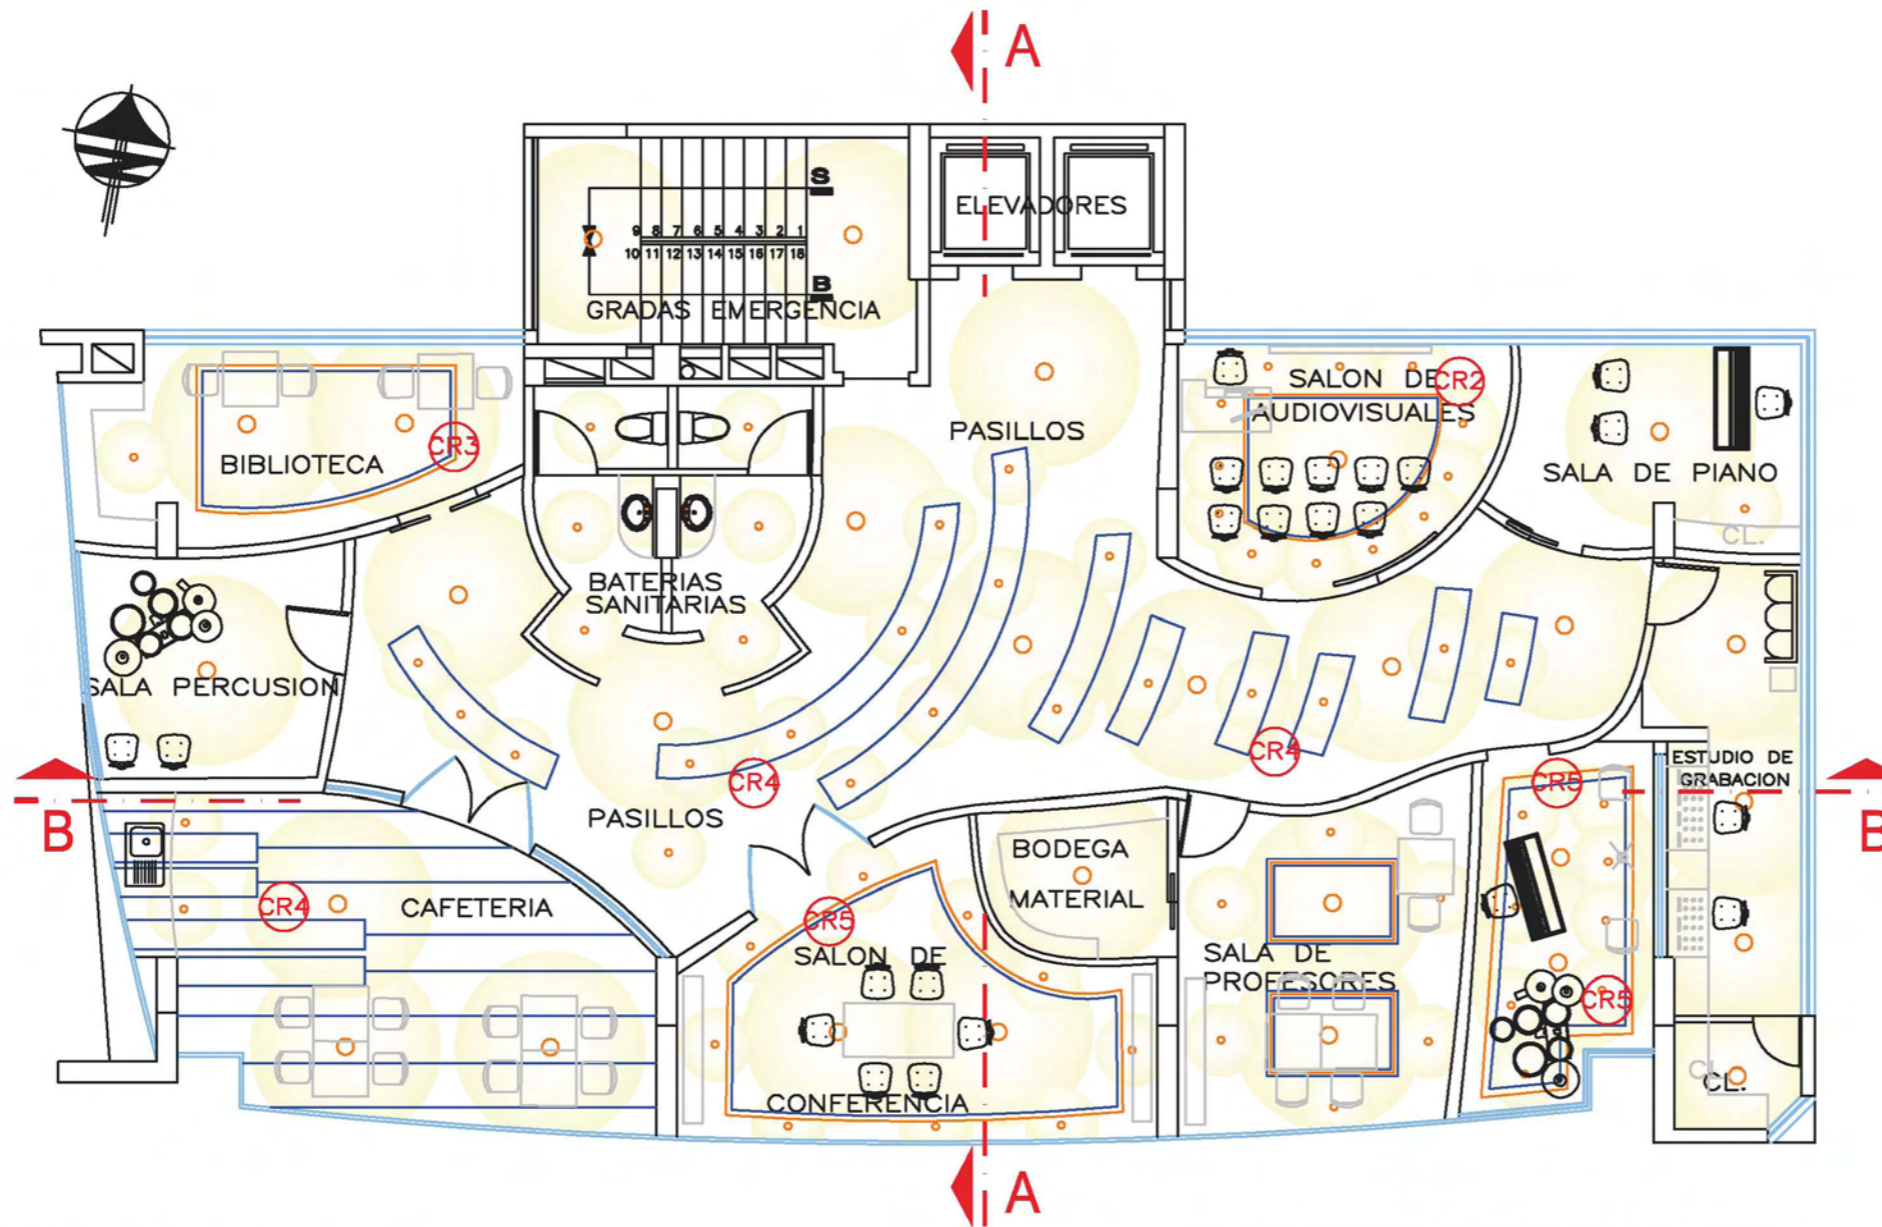 A
S
ELEVADORES
9 8 7 6 5 4 3 2 1
10 11 12 13 14 15 16 17 18
B
GRADAS EMERGENCIA
SALON DE
CR2
AUDIOVISUALES
PASILLOS
CR3
BIBLIOTECA
SALA DE PIANO
CL.
BATERIAS
SANITARIAS
SALA PERCUSION
CR4
CR4
ESTUDIO DE
GRABACION
CR5
B
B
PASILLOS
BODEGA
MATERIAL
CR4
CAFETERIA
CR5
SALON DE
CONFERENCIA
SALA DE
PROFESORES
CR5
CL.
CL.
A